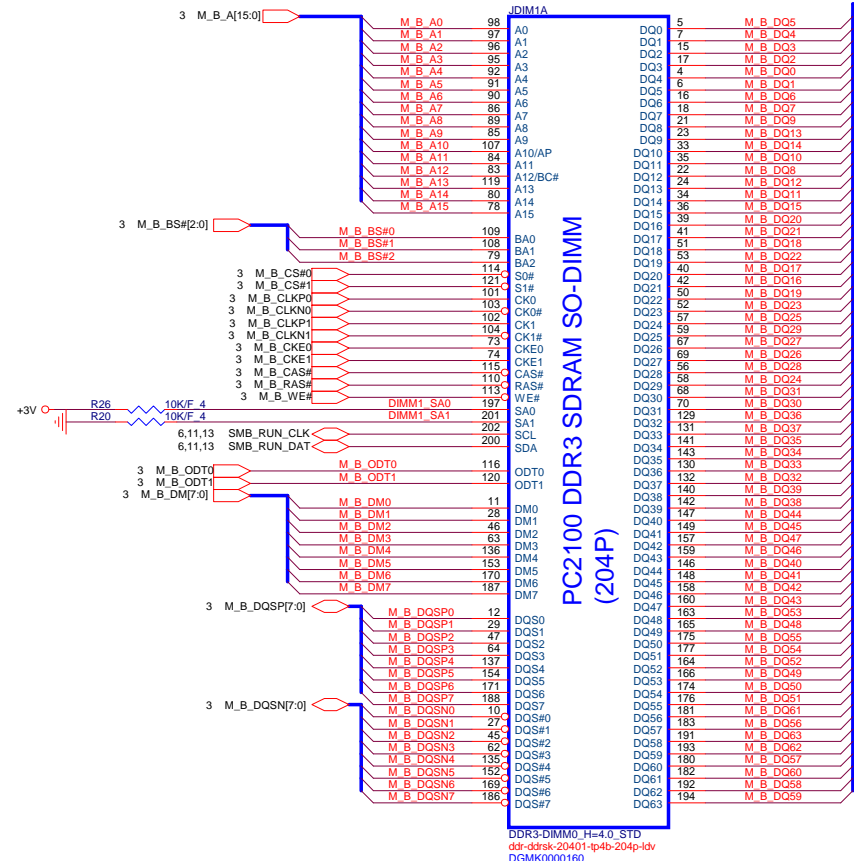 JDIM1A
3 M_B_A[15:0]
M_B_A0 98 A0
M_B_A1 97 A1
M_B_A2 96 A2
M_B_A3 95 A3
M_B_A4 92 A4
M_B_A5 91 A5
M_B_A6 90 A6
M_B_A7 86 A7
M_B_A8 89 A8
M_B_A9 85 A9
M_B_A10 107 A10/AP
M_B_A11 84 A11
M_B_A12 83 A12/BC#
M_B_A13 119 A13
M_B_A14 80 A14
M_B_A15 78 A15
3 M_B_BS#[2:0]
M_B_BS#0 109 BA0
M_B_BS#1 108 BA1
M_B_BS#2 79 BA2
3 M_B_CS#0 114 S0#
3 M_B_CS#1 121 S1#
3 M_B_CLKP0 101 CK0
3 M_B_CLKN0 103 CK0#
3 M_B_CLKP1 102 CK1
3 M_B_CLKN1 104 CK1#
3 M_B_CKE0 73 CKE0
3 M_B_CKE1 74 CKE1
3 M_B_CAS# 115 CAS#
3 M_B_RAS# 110 RAS#
3 M_B_WE# 113 WE#
+3V R26 10K/F_4 DIMM1_SA0 197 SA0
R20 10K/F_4 DIMM1_SA1 201 SA1
6,11,13 SMB_RUN_CLK 202 SCL
6,11,13 SMB_RUN_DAT 200 SDA
3 M_B_ODT0 M_B_ODT0 116 ODT0
3 M_B_ODT1 M_B_ODT1 120 ODT1
3 M_B_DM[7:0]
M_B_DM0 11 DM0
M_B_DM1 28 DM1
M_B_DM2 46 DM2
M_B_DM3 63 DM3
M_B_DM4 136 DM4
M_B_DM5 153 DM5
M_B_DM6 170 DM6
M_B_DM7 187 DM7
3 M_B_DQSP[7:0]
M_B_DQSP0 12 DQS0
M_B_DQSP1 29 DQS1
M_B_DQSP2 47 DQS2
M_B_DQSP3 64 DQS3
M_B_DQSP4 137 DQS4
M_B_DQSP5 154 DQS5
M_B_DQSP6 171 DQS6
M_B_DQSP7 188 DQS7
3 M_B_DQSN[7:0]
M_B_DQSN0 10 DQS#0
M_B_DQSN1 27 DQS#1
M_B_DQSN2 45 DQS#2
M_B_DQSN3 62 DQS#3
M_B_DQSN4 135 DQS#4
M_B_DQSN5 152 DQS#5
M_B_DQSN6 169 DQS#6
M_B_DQSN7 186 DQS#7
PC2100 DDR3 SDRAM SO-DIMM
(204P)
DQ0 5 M_B_DQ5
DQ1 7 M_B_DQ4
DQ2 15 M_B_DQ3
DQ3 17 M_B_DQ2
DQ4 4 M_B_DQ0
DQ5 6 M_B_DQ1
DQ6 16 M_B_DQ6
DQ7 18 M_B_DQ7
DQ8 21 M_B_DQ9
DQ9 23 M_B_DQ13
DQ10 33 M_B_DQ14
DQ11 35 M_B_DQ10
DQ12 22 M_B_DQ8
DQ13 24 M_B_DQ12
DQ14 34 M_B_DQ11
DQ15 36 M_B_DQ15
DQ16 39 M_B_DQ20
DQ17 41 M_B_DQ21
DQ18 51 M_B_DQ18
DQ19 53 M_B_DQ22
DQ20 40 M_B_DQ17
DQ21 42 M_B_DQ16
DQ22 50 M_B_DQ19
DQ23 52 M_B_DQ23
DQ24 57 M_B_DQ25
DQ25 59 M_B_DQ29
DQ26 67 M_B_DQ27
DQ27 69 M_B_DQ26
DQ28 56 M_B_DQ28
DQ29 58 M_B_DQ24
DQ30 68 M_B_DQ31
DQ31 70 M_B_DQ30
DQ32 129 M_B_DQ36
DQ33 131 M_B_DQ37
DQ34 141 M_B_DQ35
DQ35 143 M_B_DQ34
DQ36 130 M_B_DQ33
DQ37 132 M_B_DQ32
DQ38 140 M_B_DQ39
DQ39 142 M_B_DQ38
DQ40 147 M_B_DQ44
DQ41 149 M_B_DQ45
DQ42 157 M_B_DQ47
DQ43 159 M_B_DQ46
DQ44 146 M_B_DQ40
DQ45 148 M_B_DQ41
DQ46 158 M_B_DQ42
DQ47 160 M_B_DQ43
DQ48 163 M_B_DQ53
DQ49 165 M_B_DQ48
DQ50 175 M_B_DQ55
DQ51 177 M_B_DQ54
DQ52 164 M_B_DQ52
DQ53 166 M_B_DQ49
DQ54 174 M_B_DQ50
DQ55 176 M_B_DQ51
DQ56 181 M_B_DQ61
DQ57 183 M_B_DQ56
DQ58 191 M_B_DQ63
DQ59 193 M_B_DQ62
DQ60 180 M_B_DQ57
DQ61 182 M_B_DQ60
DQ62 192 M_B_DQ58
DQ63 194 M_B_DQ59
DDR3-DIMM0_H=4.0_STD
ddr-ddrsk-20401-tp4b-204p-ldv
DGMK0000160